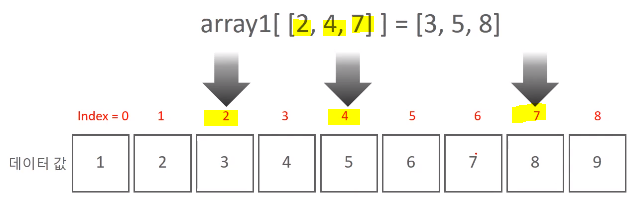 array1[ [2, 4, 7] ] = [3, 5, 8]
Index = 0 1 2 3 4 5 6 7 8
데이터 값 1 2 3 4 5 6 7 8 9